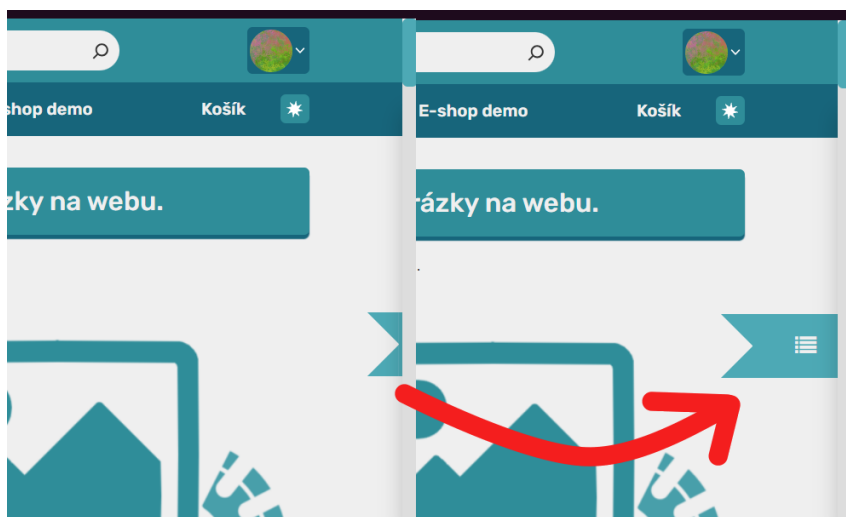 shop demo
Košík
zky na webu.
E-shop demo
Košík
rázky na webu.